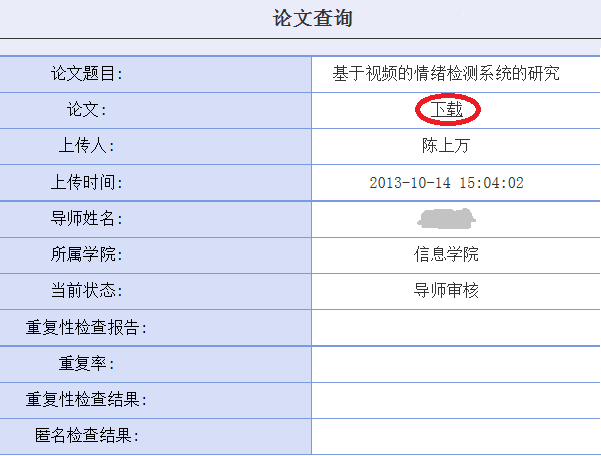 论文查询
论文题目: 基于视频的情绪检测系统的研究
论文: 下载
上传人: 陈上万
上传时间: 2013-10-14 15:04:02
导师姓名:
所属学院: 信息学院
当前状态: 导师审核
重复性检查报告:
重复率:
重复性检查结果:
匿名检查结果: